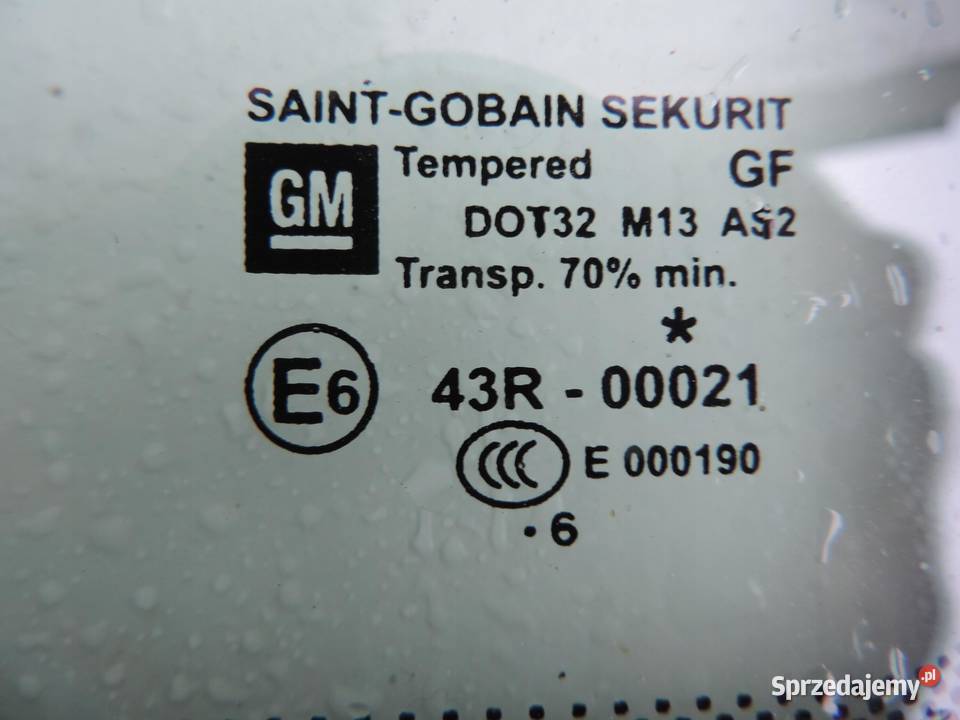 SAINT-GOBAIN SEKURIT
GM Tempered GF
DOT32 M13 AS2
Transp. 70% min.
*
E6 43R - 00021
CCC E 000190
. 6
Sprzedajemy.pl